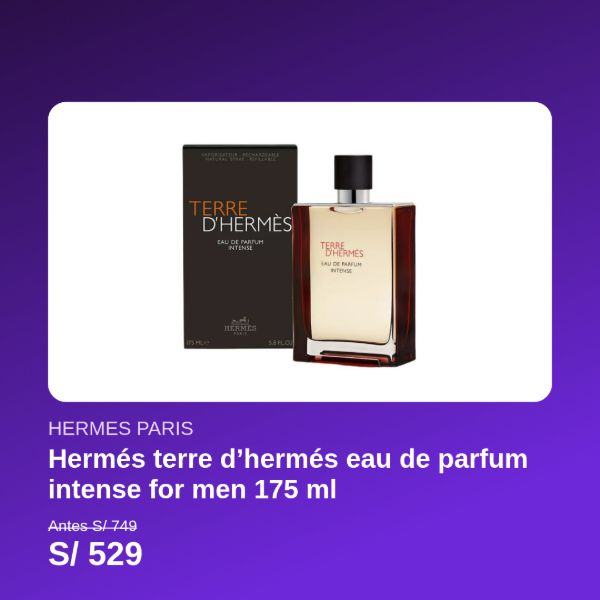 VAPORISATEUR - RECHARGEABLE
NATURAL SPRAY - REFILLABLE
TERRE
D'HERMÈS
EAU DE PARFUM
INTENSE
HERMÈS
PARIS
175 ML e
5.8 FL.OZ
TERRE
D'HERMÈS
EAU DE PARFUM
INTENSE
HERMES PARIS
Hermés terre d’hermés eau de parfum
intense for men 175 ml
Antes S/ 749
S/ 529